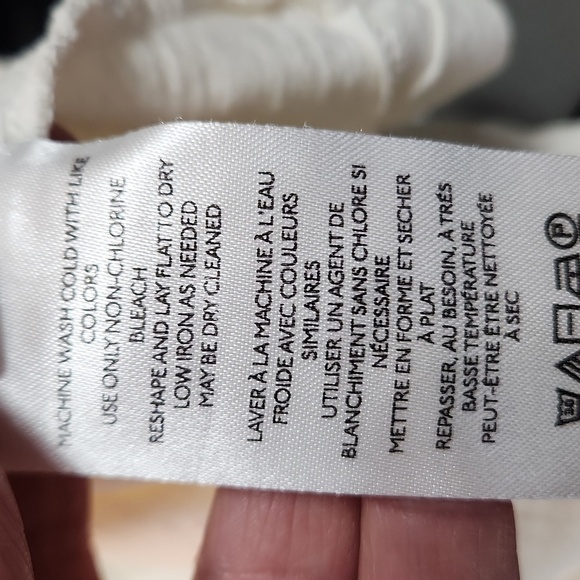 MACHINE WASH COLD WITH LIKE
COLORS
USE ONLY NON-CHLORINE
BLEACH
RESHAPE AND LAY FLAT TO DRY
LOW IRON AS NEEDED
MAY BE DRY CLEANED
LAVER À LA MACHINE À L'EAU
FROIDE AVEC COULEURS
SIMILAIRES
UTILISER UN AGENT DE
BLANCHIMENT SANS CHLORE SI
NÉCESSAIRE
METTRE EN FORME ET SECHER
À PLAT
REPASSER, AU BESOIN, À TRÈS
BASSE TEMPÉRATURE
PEUT-ÊTRE ÊTRE NETTOYÉE
À SEC
30
P